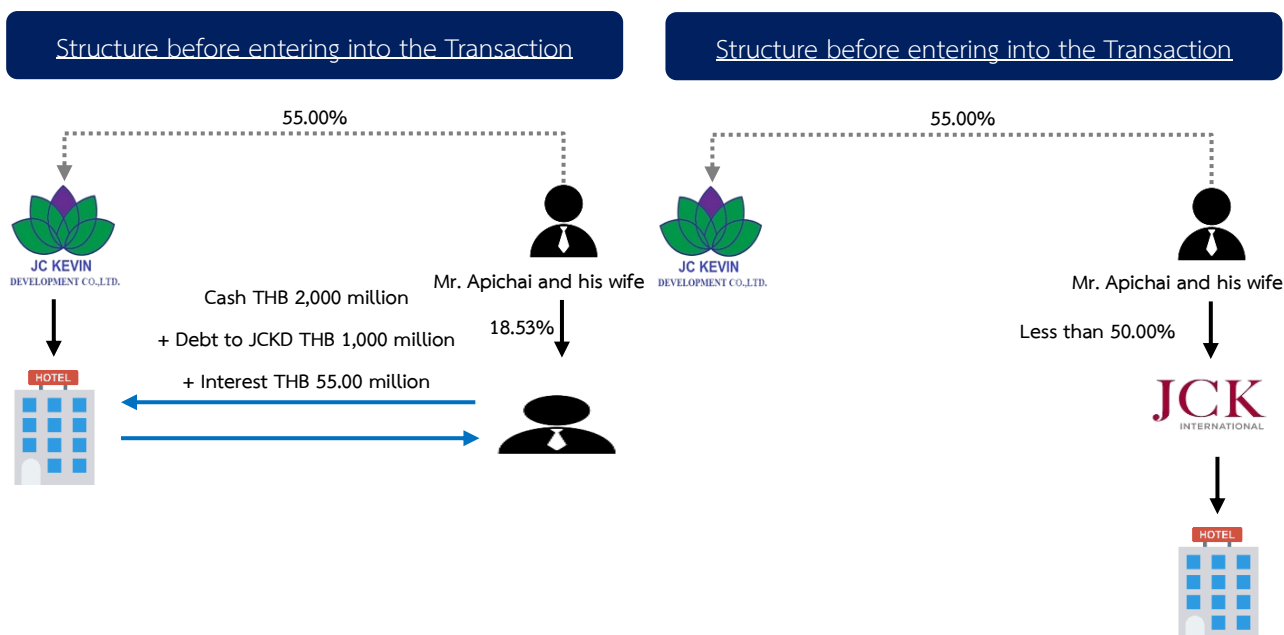 Structure before entering into the Transaction
55.00%
JC KEVIN
DEVELOPMENT CO.,LTD.
Mr. Apichai and his wife
Cash THB 2,000 million
+ Debt to JCKD THB 1,000 million
+ Interest THB 55.00 million
18.53%
HOTEL
Structure before entering into the Transaction
55.00%
JC KEVIN
DEVELOPMENT CO.,LTD.
Mr. Apichai and his wife
Less than 50.00%
JCK
INTERNATIONAL
HOTEL